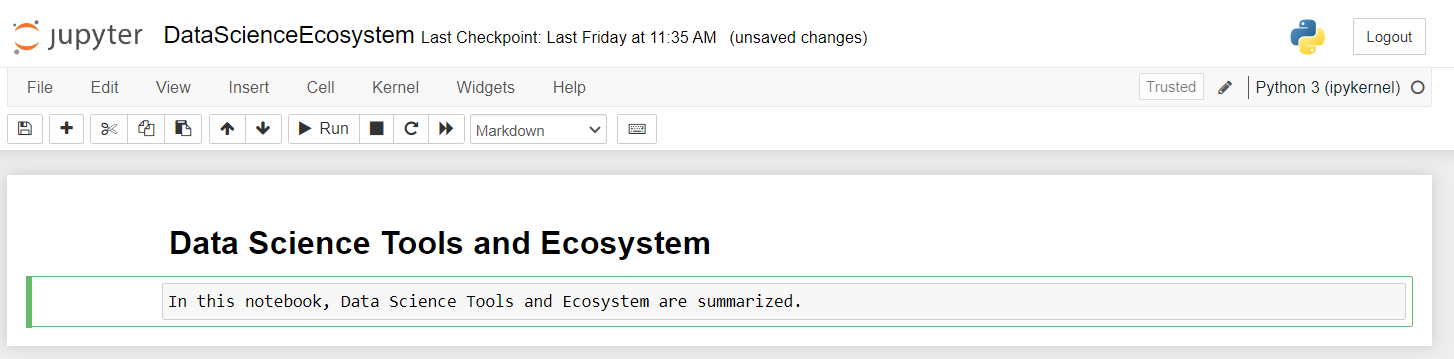 jupyter DataScienceEcosystem Last Checkpoint: Last Friday at 11:35 AM (unsaved changes) Logout
File Edit View Insert Cell Kernel Widgets Help Trusted Python 3 (ipykernel)
Run Markdown
Data Science Tools and Ecosystem
In this notebook, Data Science Tools and Ecosystem are summarized.